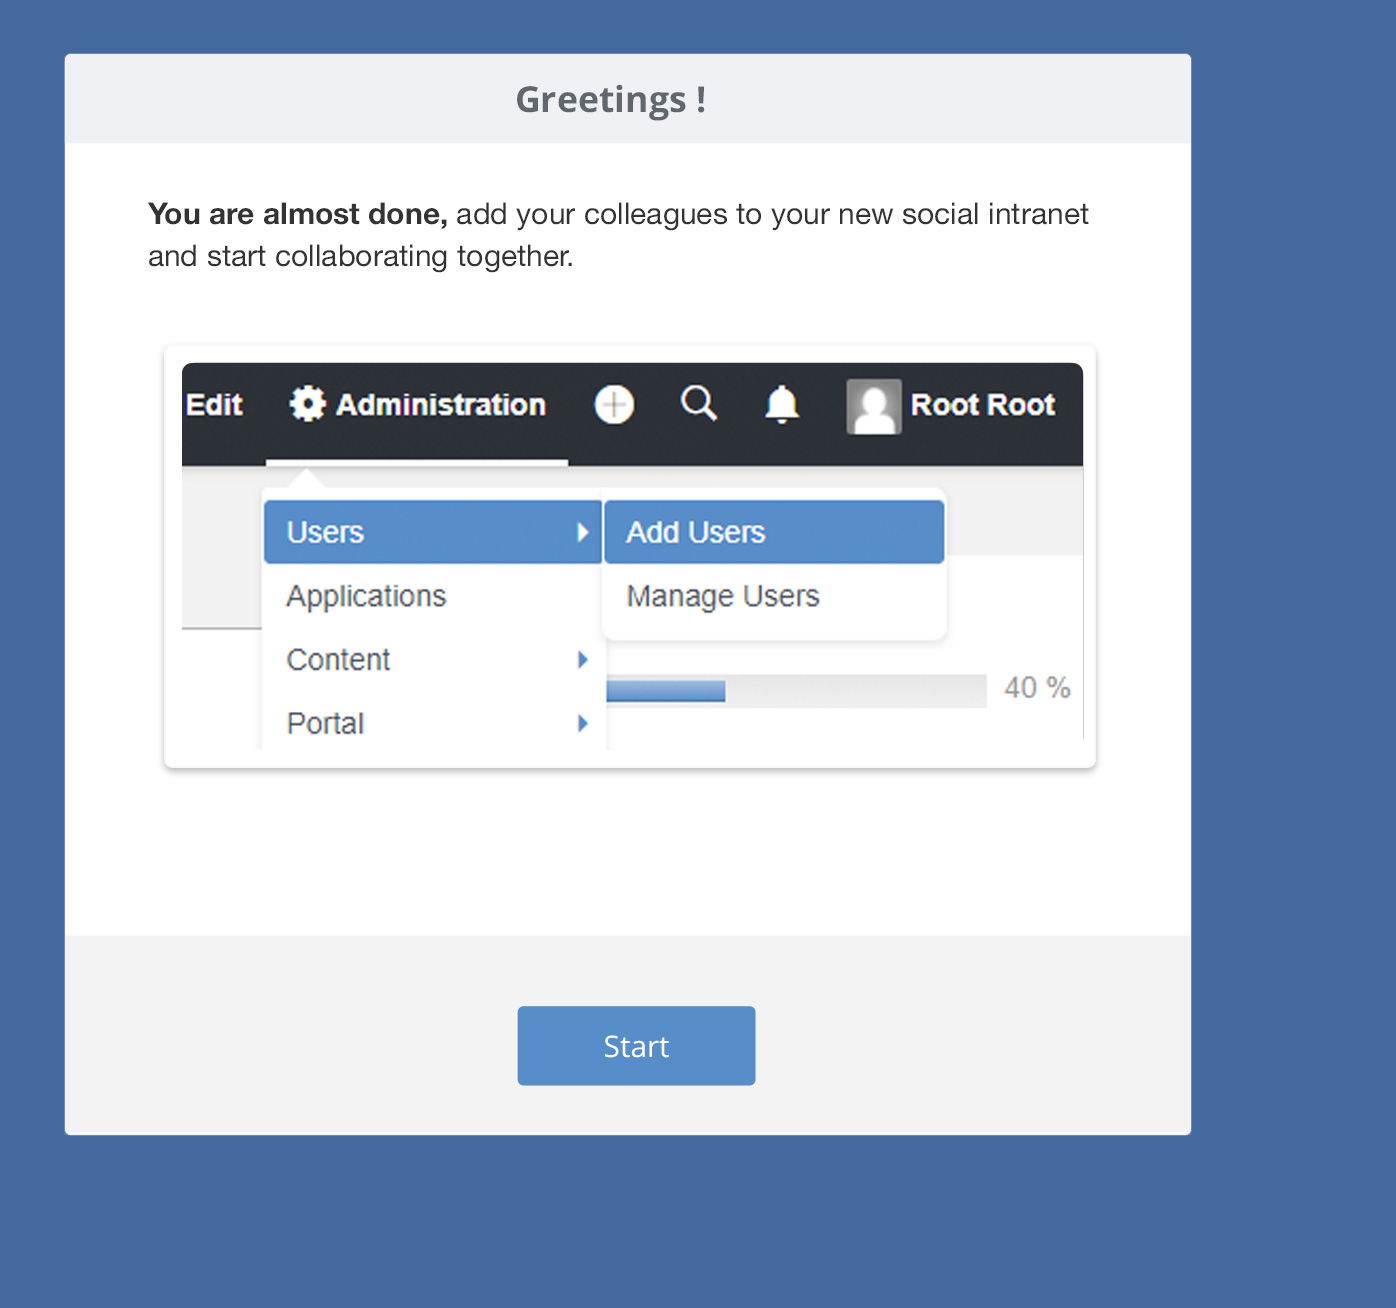 Greetings !
You are almost done, add your colleagues to your new social intranet
and start collaborating together.
Edit Administration Root Root
Users Add Users
Applications Manage Users
Content
40 %
Portal
Start